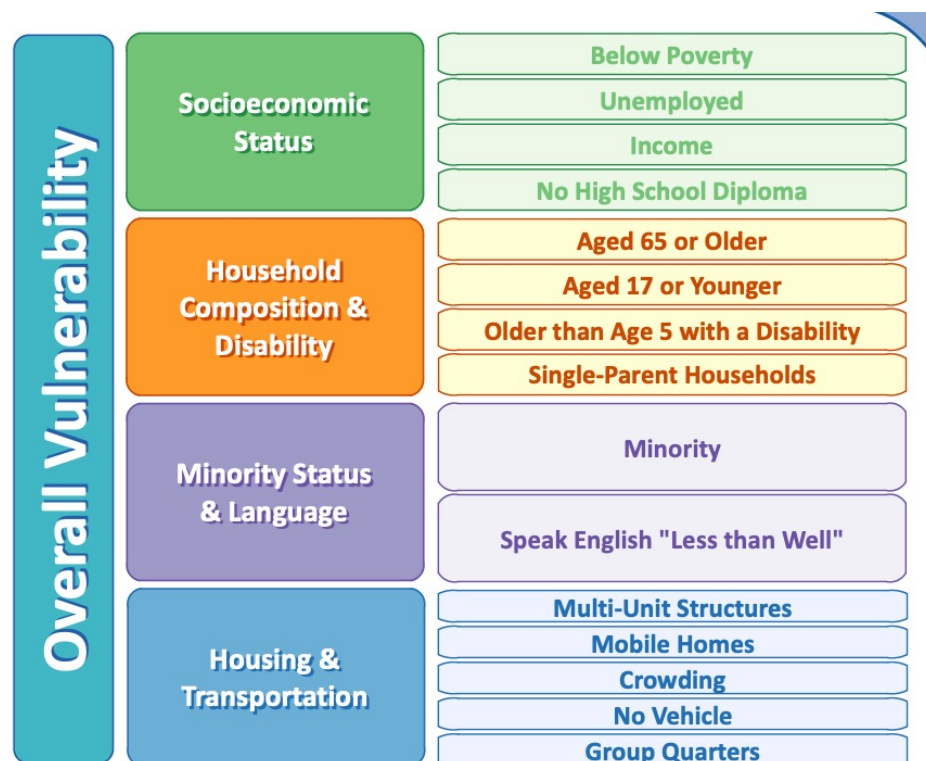 Overall Vulnerability
Socioeconomic
Status
Below Poverty
Unemployed
Income
No High School Diploma
Household
Composition &
Disability
Aged 65 or Older
Aged 17 or Younger
Older than Age 5 with a Disability
Single-Parent Households
Minority Status
& Language
Minority
Speak English "Less than Well"
Housing &
Transportation
Multi-Unit Structures
Mobile Homes
Crowding
No Vehicle
Group Quarters